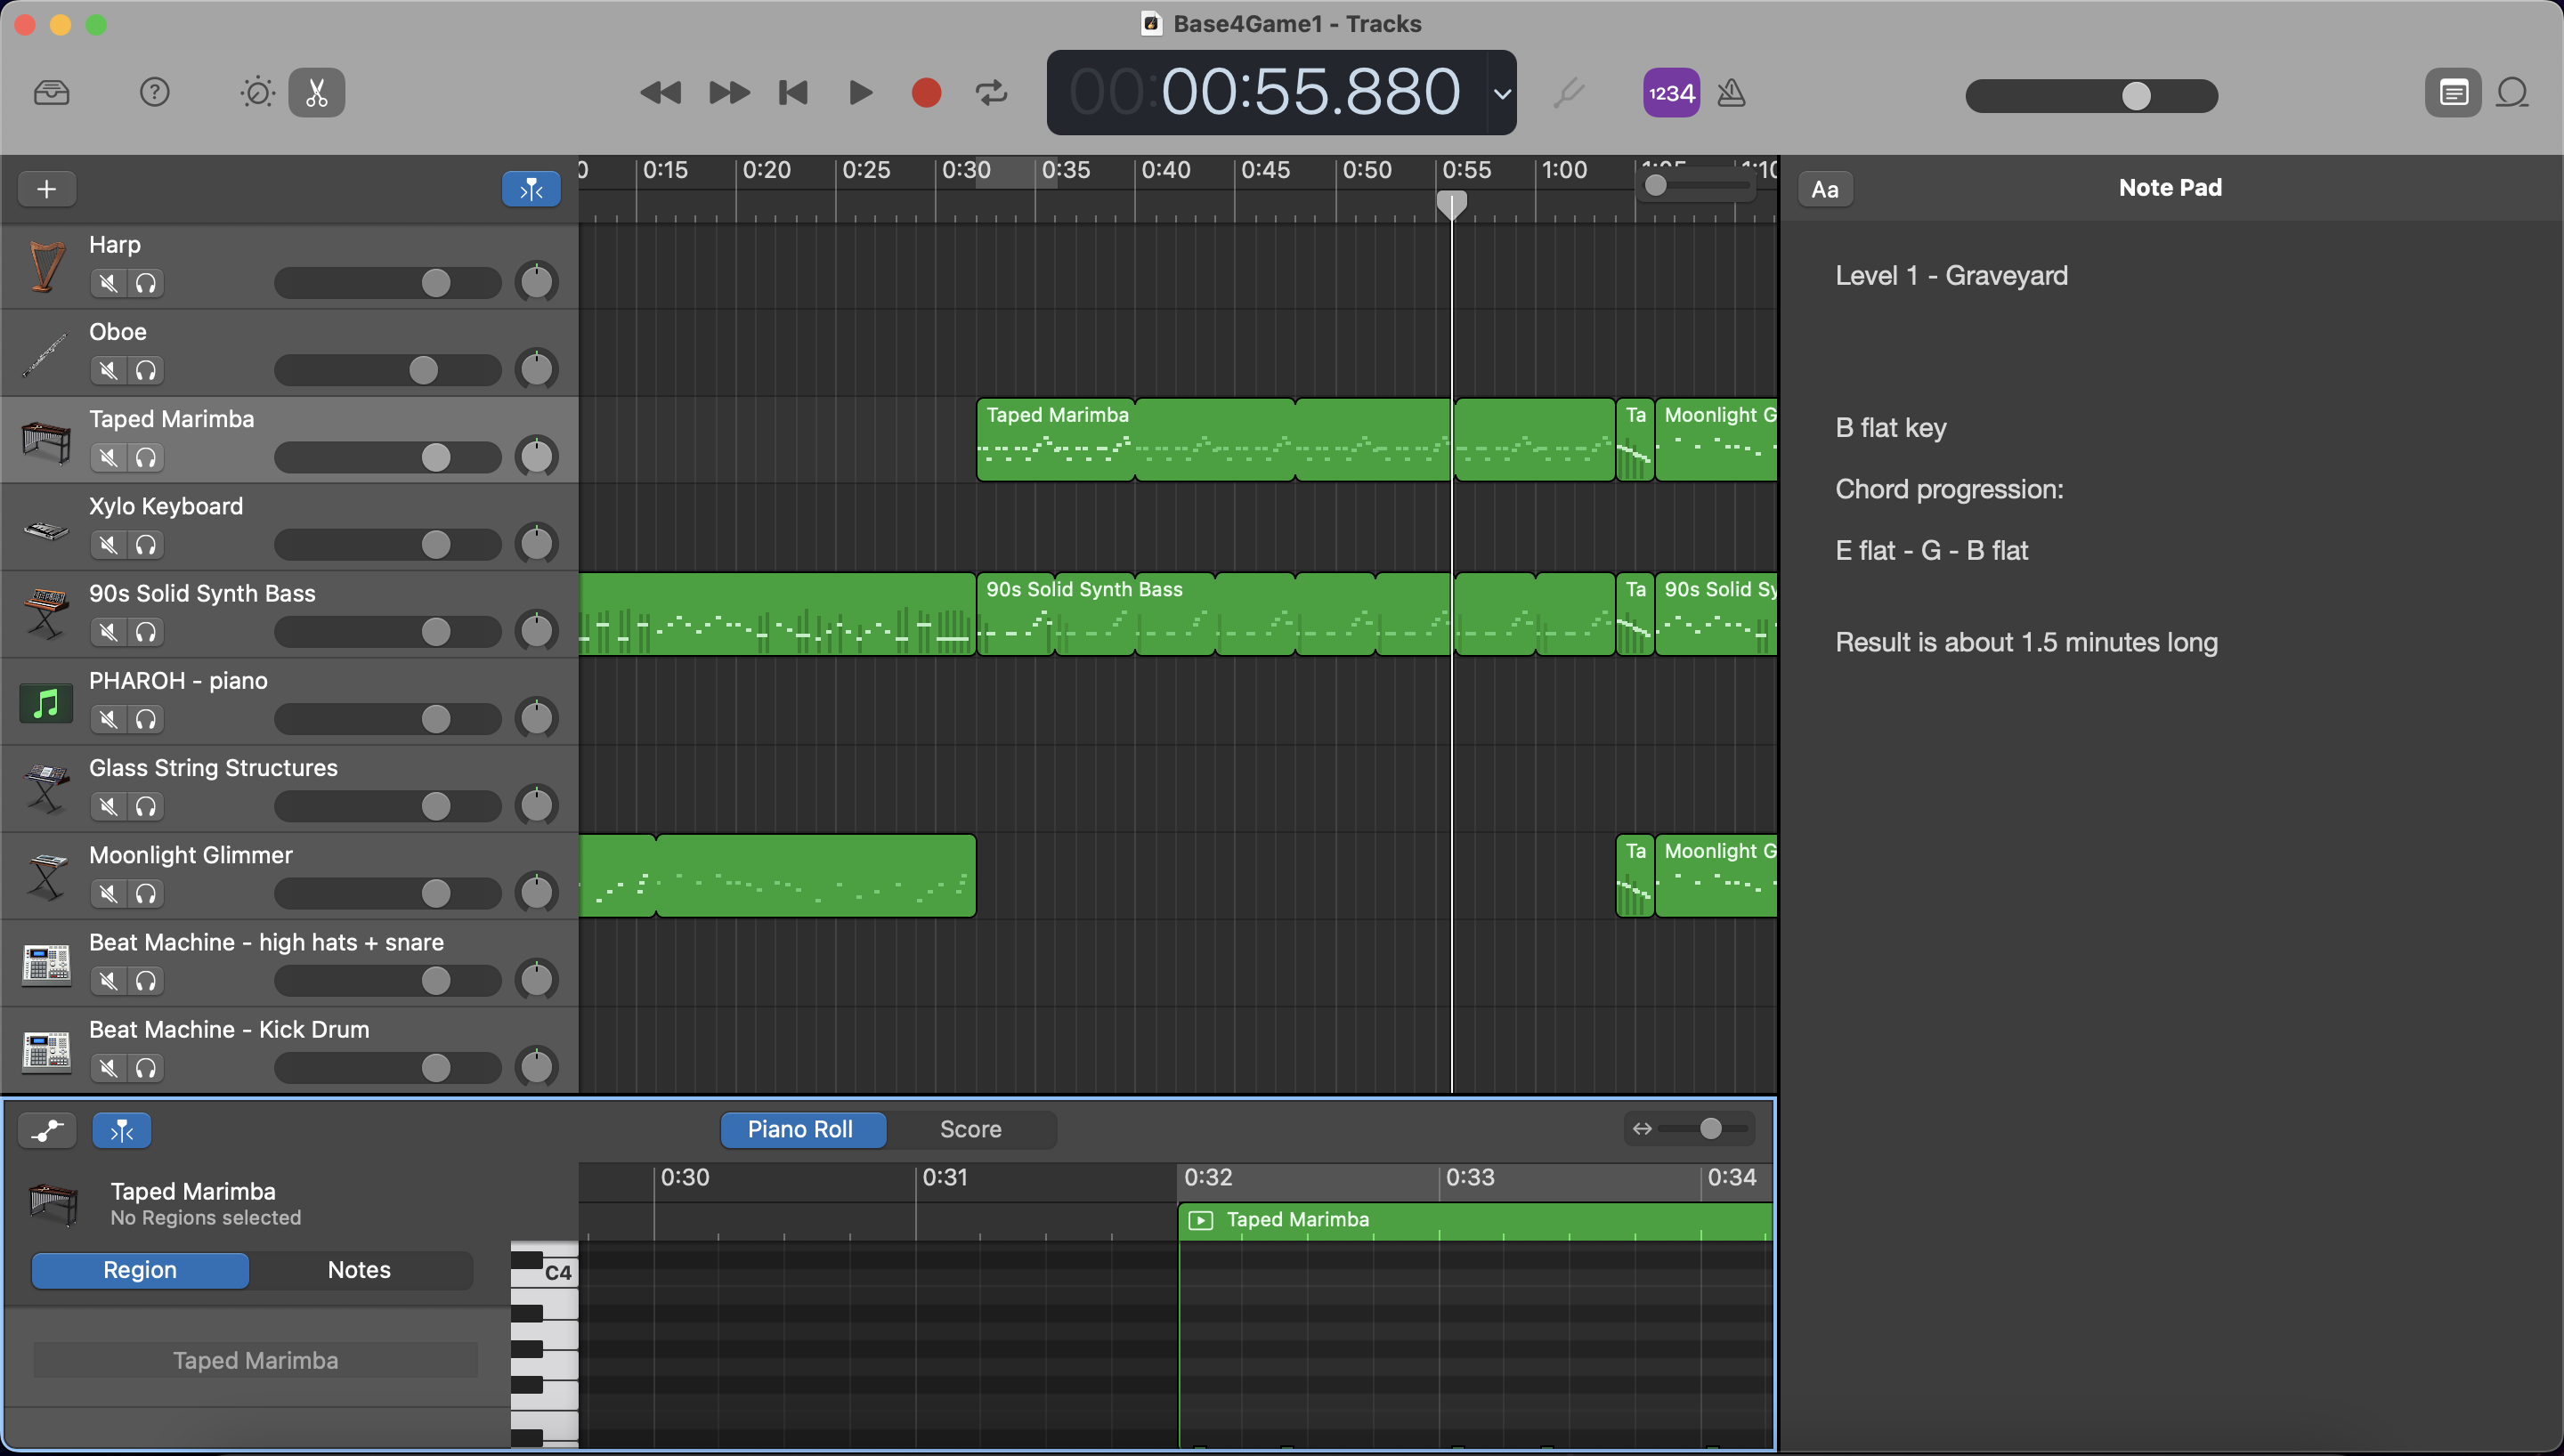 Base4Game1 - Tracks
00:00:55.880
1234
0:15 0:20 0:25 0:30 0:35 0:40 0:45 0:50 0:55 1:00 1:05 1:10
Aa
Note Pad
Harp
Oboe
Taped Marimba
Xylo Keyboard
90s Solid Synth Bass
PHAROH - piano
Glass String Structures
Moonlight Glimmer
Beat Machine - high hats + snare
Beat Machine - Kick Drum
Taped Marimba
Ta
Moonlight G
90s Solid Synth Bass
Ta
90s Solid Sy
Ta
Moonlight G
Level 1 - Graveyard
B flat key
Chord progression:
E flat - G - B flat
Result is about 1.5 minutes long
Piano Roll
Score
Taped Marimba
No Regions selected
Region
Notes
Taped Marimba
0:30 0:31 0:32 0:33 0:34
Taped Marimba
C4